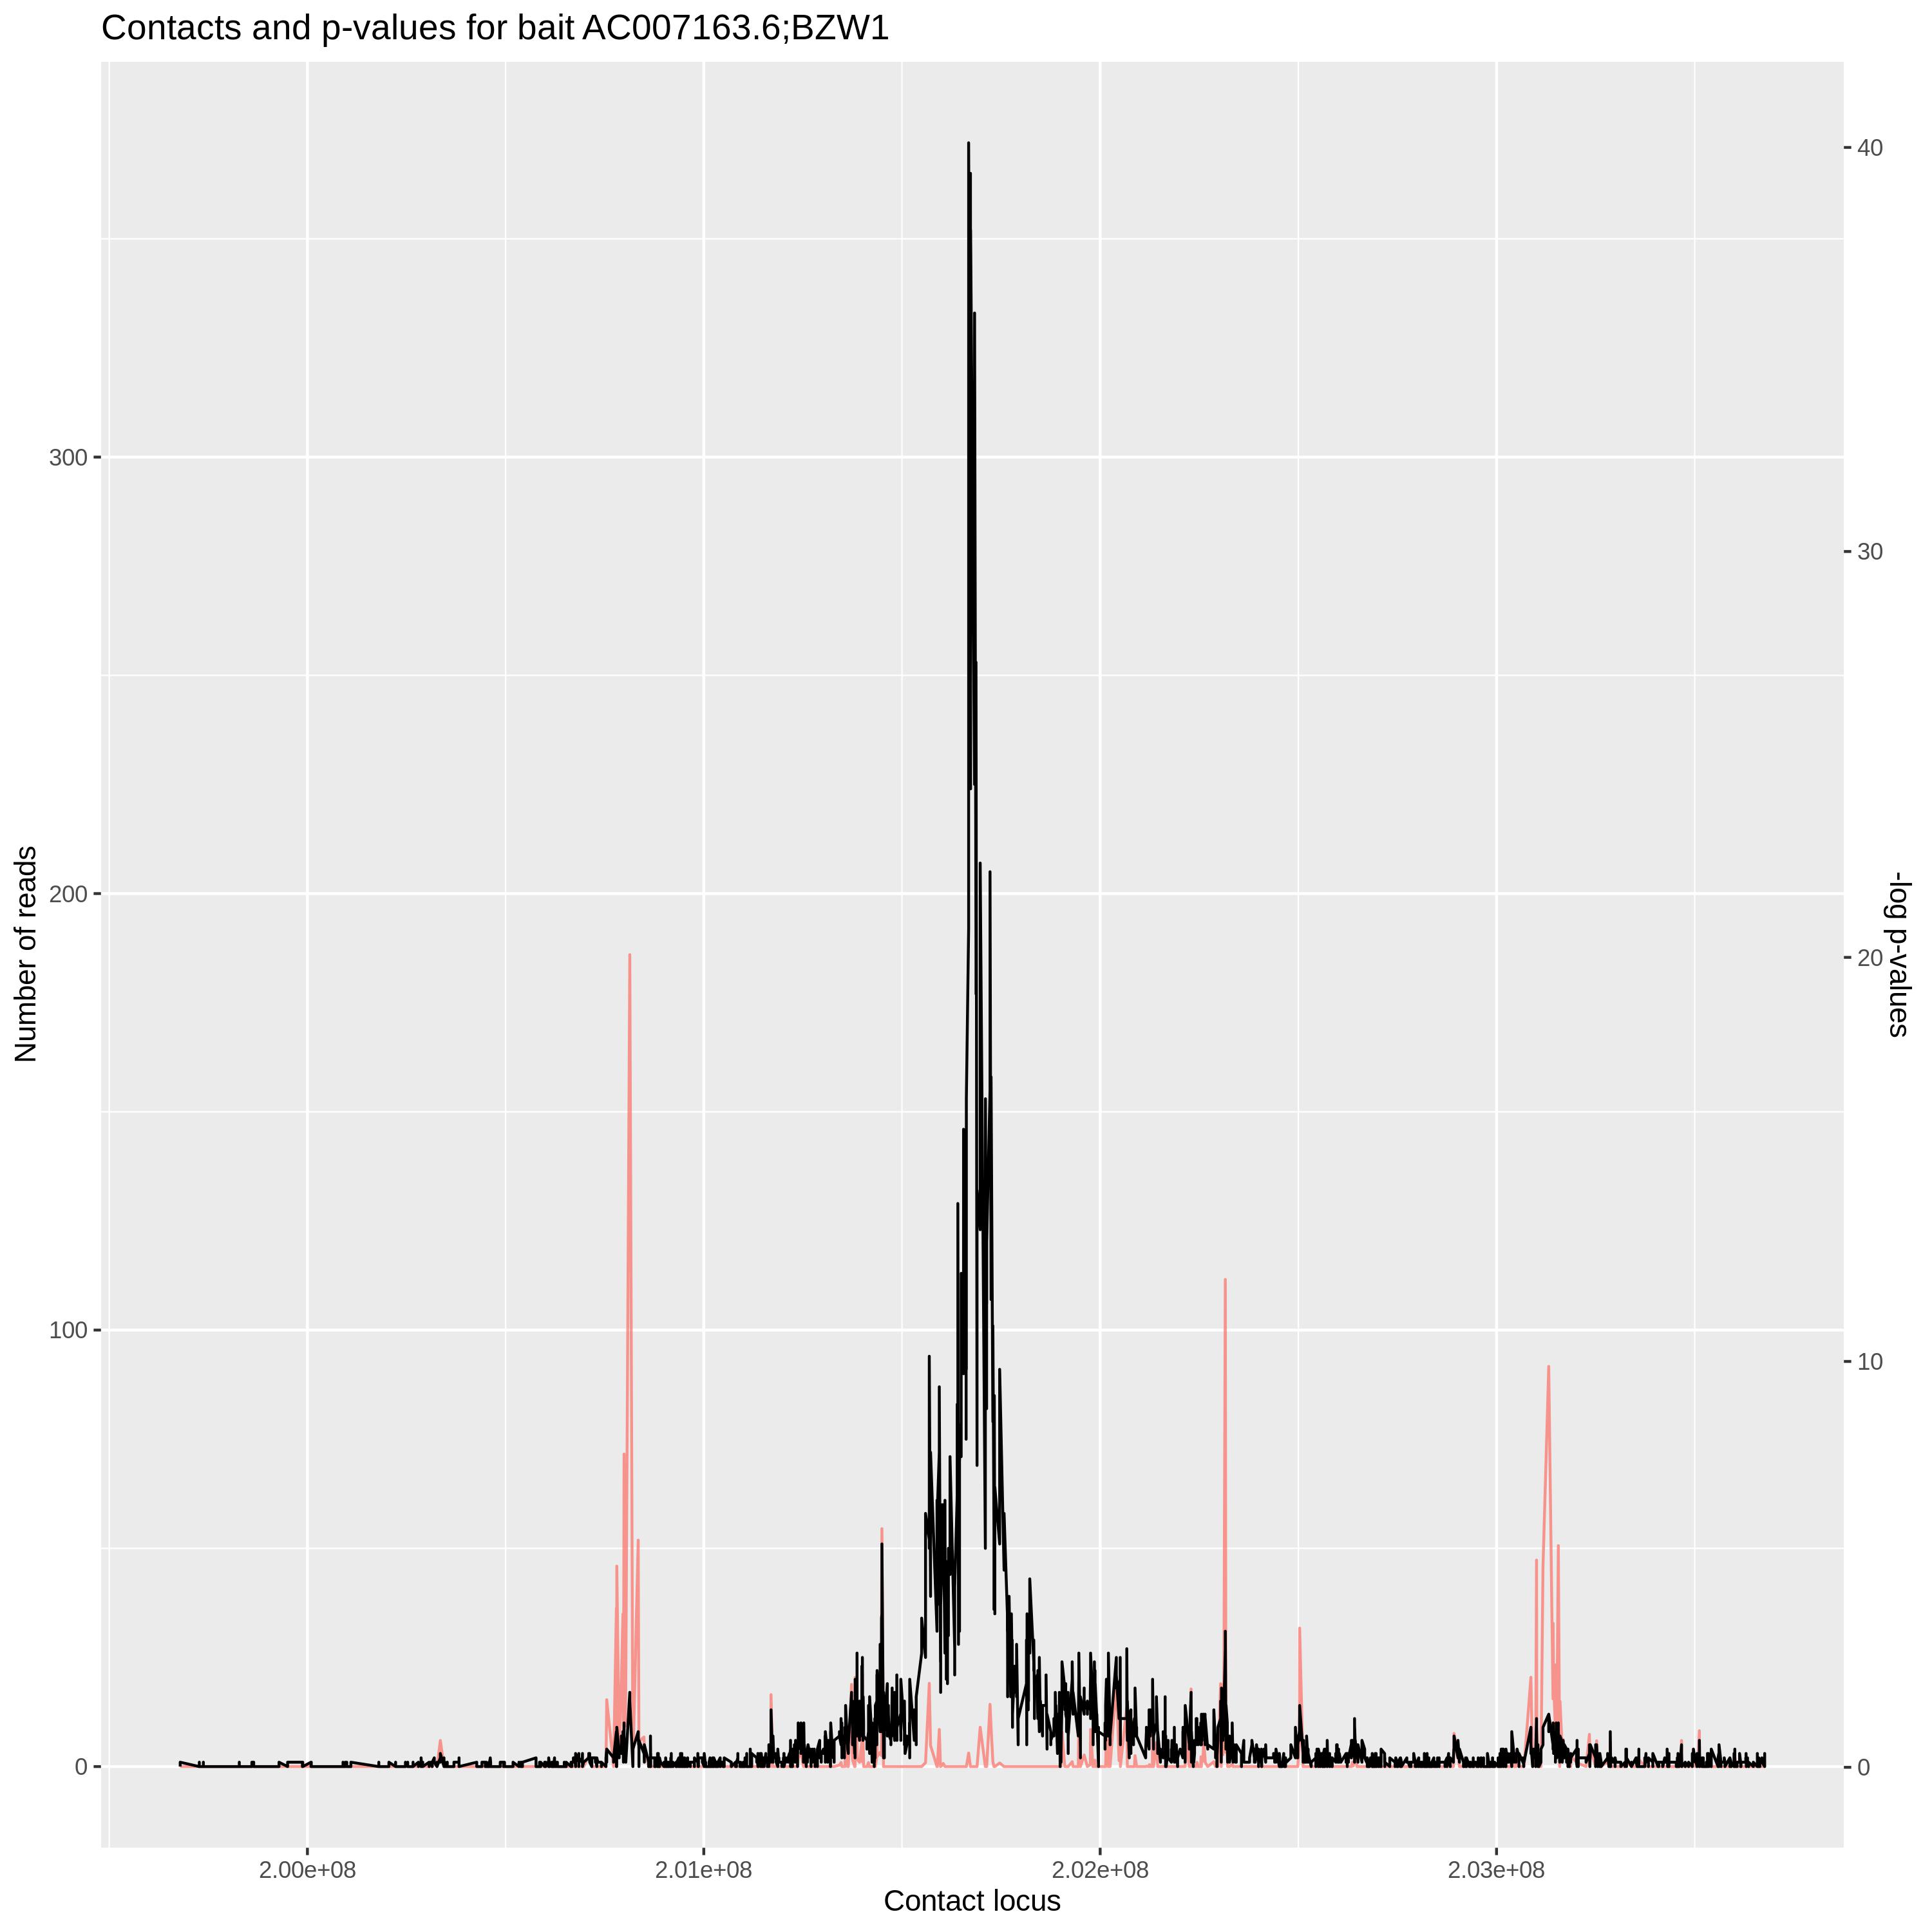 Contacts and p-values for bait AC007163.6;BZW1
300
200
100
0
Number of reads
40
30
20
10
0
-log p-values
2.00e+08
2.01e+08
2.02e+08
2.03e+08
Contact locus